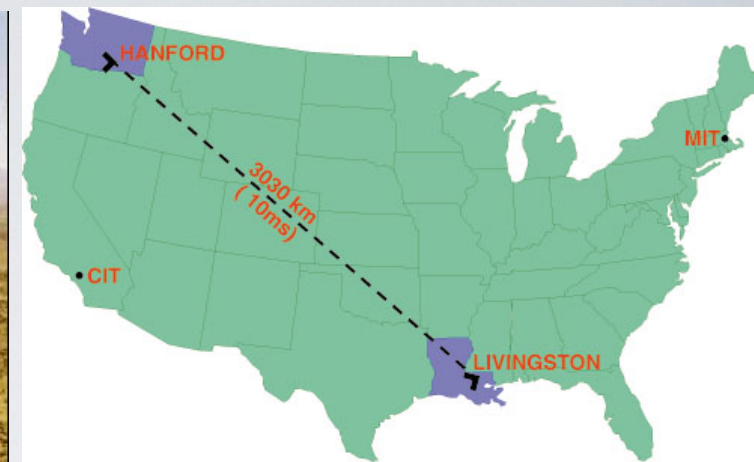 HANFORD
MIT
3030 km
( 10ms)
CIT
LIVINGSTON